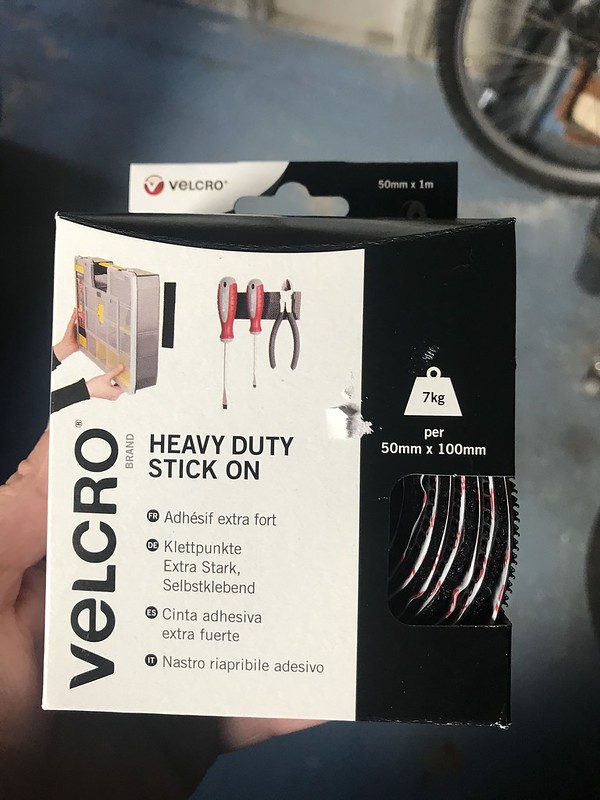 VELCRO®
50mm x 1m
7kg
per
50mm x 100mm
VELCRO®
BRAND
HEAVY DUTY
STICK ON
FR Adhésif extra fort
DE Klettpunkte
Extra Stark,
Selbstklebend
ES Cinta adhesiva
extra fuerte
IT Nastro riapribile adesivo